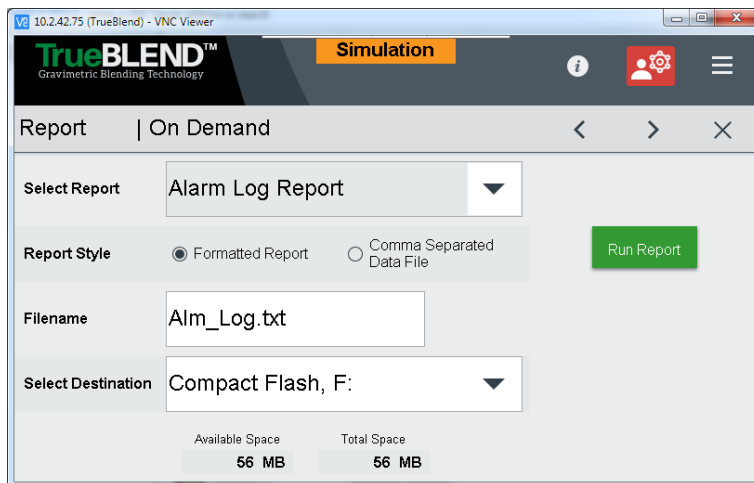 10.2.42.75 (TrueBlend) - VNC Viewer
TrueBLEND™
Gravimetric Blending Technology
Simulation
Report | On Demand
Select Report
Alarm Log Report
Report Style
Formatted Report
Comma Separated
Data File
Run Report
Filename
Alm_Log.txt
Select Destination
Compact Flash, F:
Available Space
Total Space
56 MB
56 MB